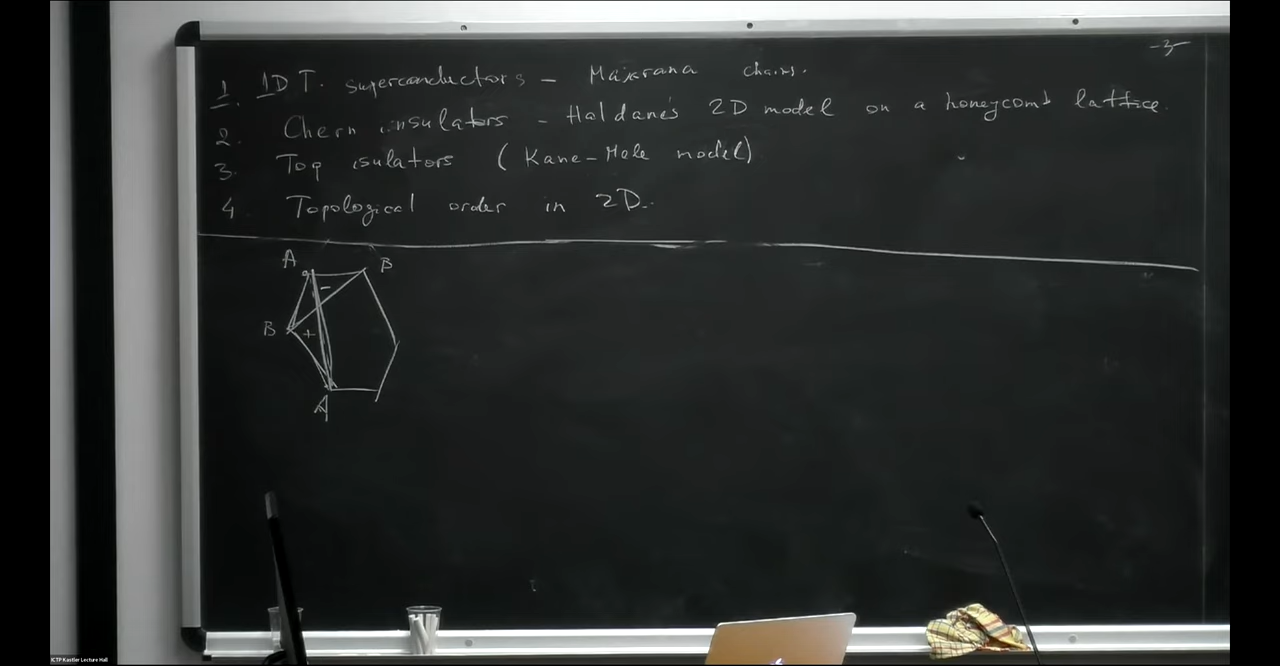 -3-
1. 1D T. superconductors - Majorana chains.
2. Chern insulators - Haldane's 2D model on a honeycomb lattice.
3. Top isulators (Kane-Mele model)
4. Topological order in 2D.
A B
-
B +
A
ICTP Kastler Lecture Hall